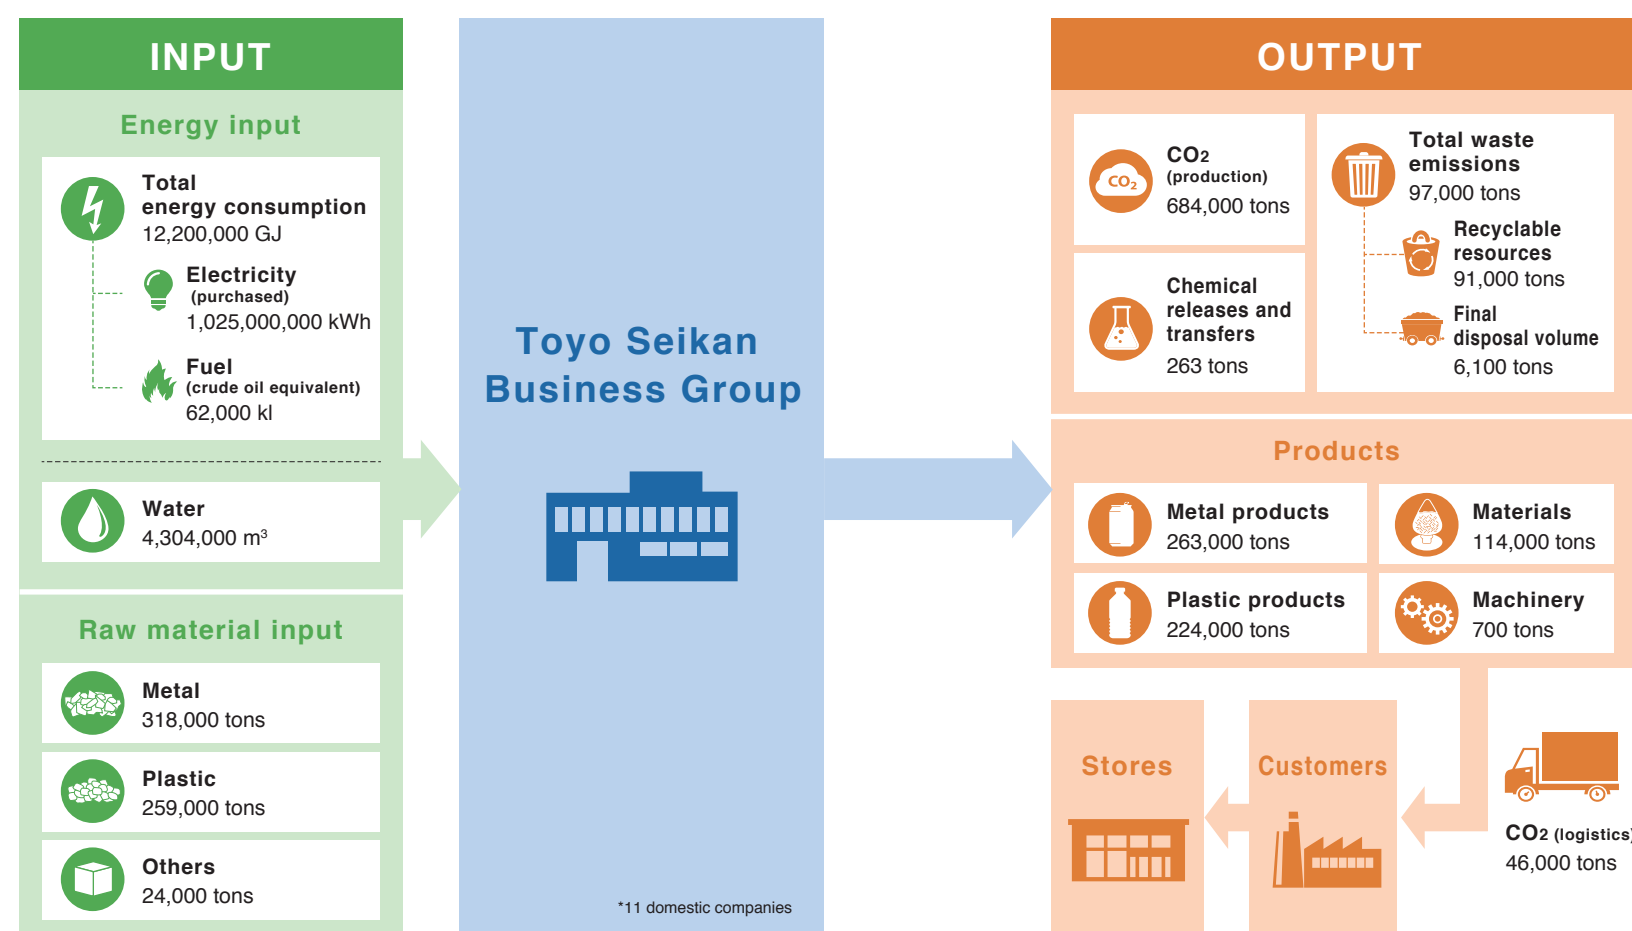 INPUT
Energy input
Total
energy consumption
12,200,000 GJ
Electricity
(purchased)
1,025,000,000 kWh
Fuel
(crude oil equivalent)
62,000 kl
Water
4,304,000 m³
Raw material input
Metal
318,000 tons
Plastic
259,000 tons
Others
24,000 tons
Toyo Seikan
Business Group
*11 domestic companies
OUTPUT
CO2
CO2
(production)
684,000 tons
Chemical
releases and
transfers
263 tons
Total waste
emissions
97,000 tons
Recyclable
resources
91,000 tons
Final
disposal volume
6,100 tons
Products
Metal products
263,000 tons
Materials
114,000 tons
Plastic products
224,000 tons
Machinery
700 tons
Stores
Customers
CO2 (logistics)
46,000 tons